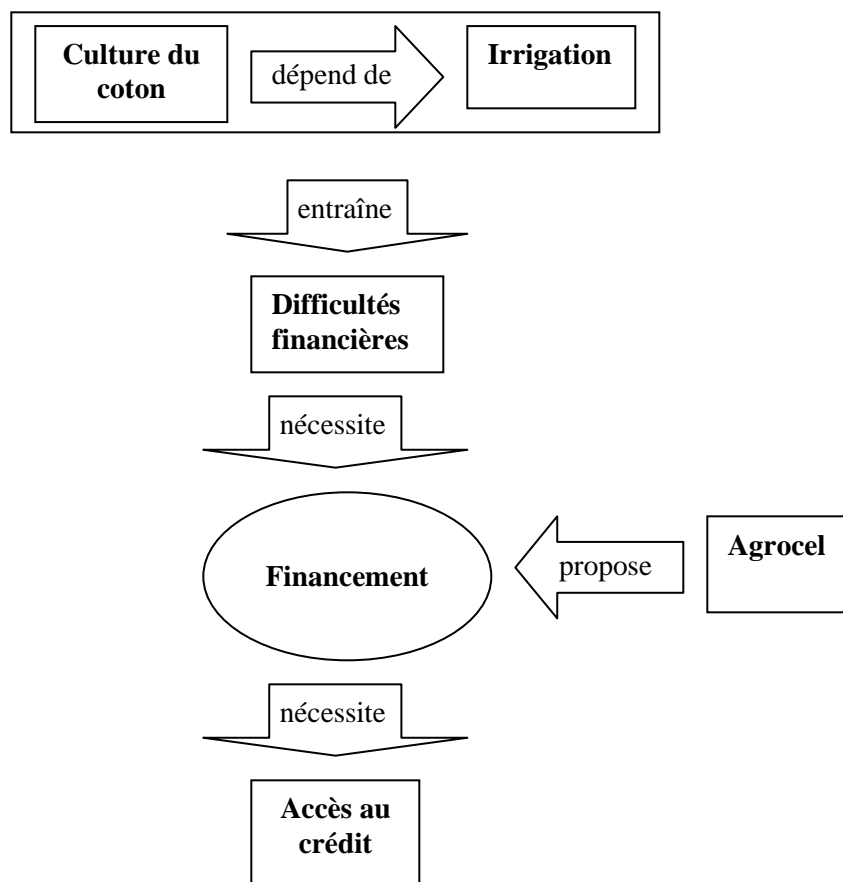 Culture du
coton
dépend de
Irrigation
entraîne
Difficultés
financières
nécessite
Financement
propose
Agrocel
nécessite
Accès au
crédit